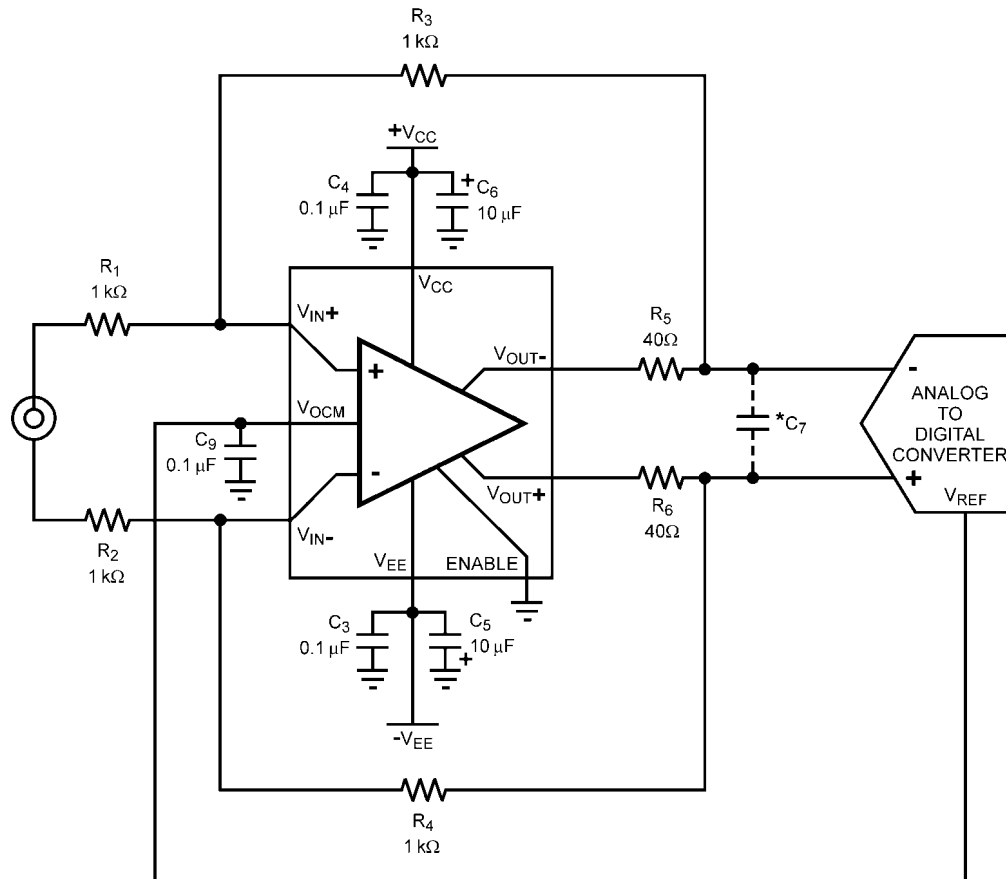 R3
1 kΩ
+VCC
C4
0.1 µF
+
C6
10 µF
R1
1 kΩ
VIN+
VCC
+
VOUT-
R5
40Ω
-
ANALOG
TO
DIGITAL
CONVERTER
+
VREF
VOCM
C9
0.1 µF
*C7
-
VIN-
VOUT+
R6
40Ω
R2
1 kΩ
VEE
ENABLE
C3
0.1 µF
C5
10 µF
+
-VEE
R4
1 kΩ